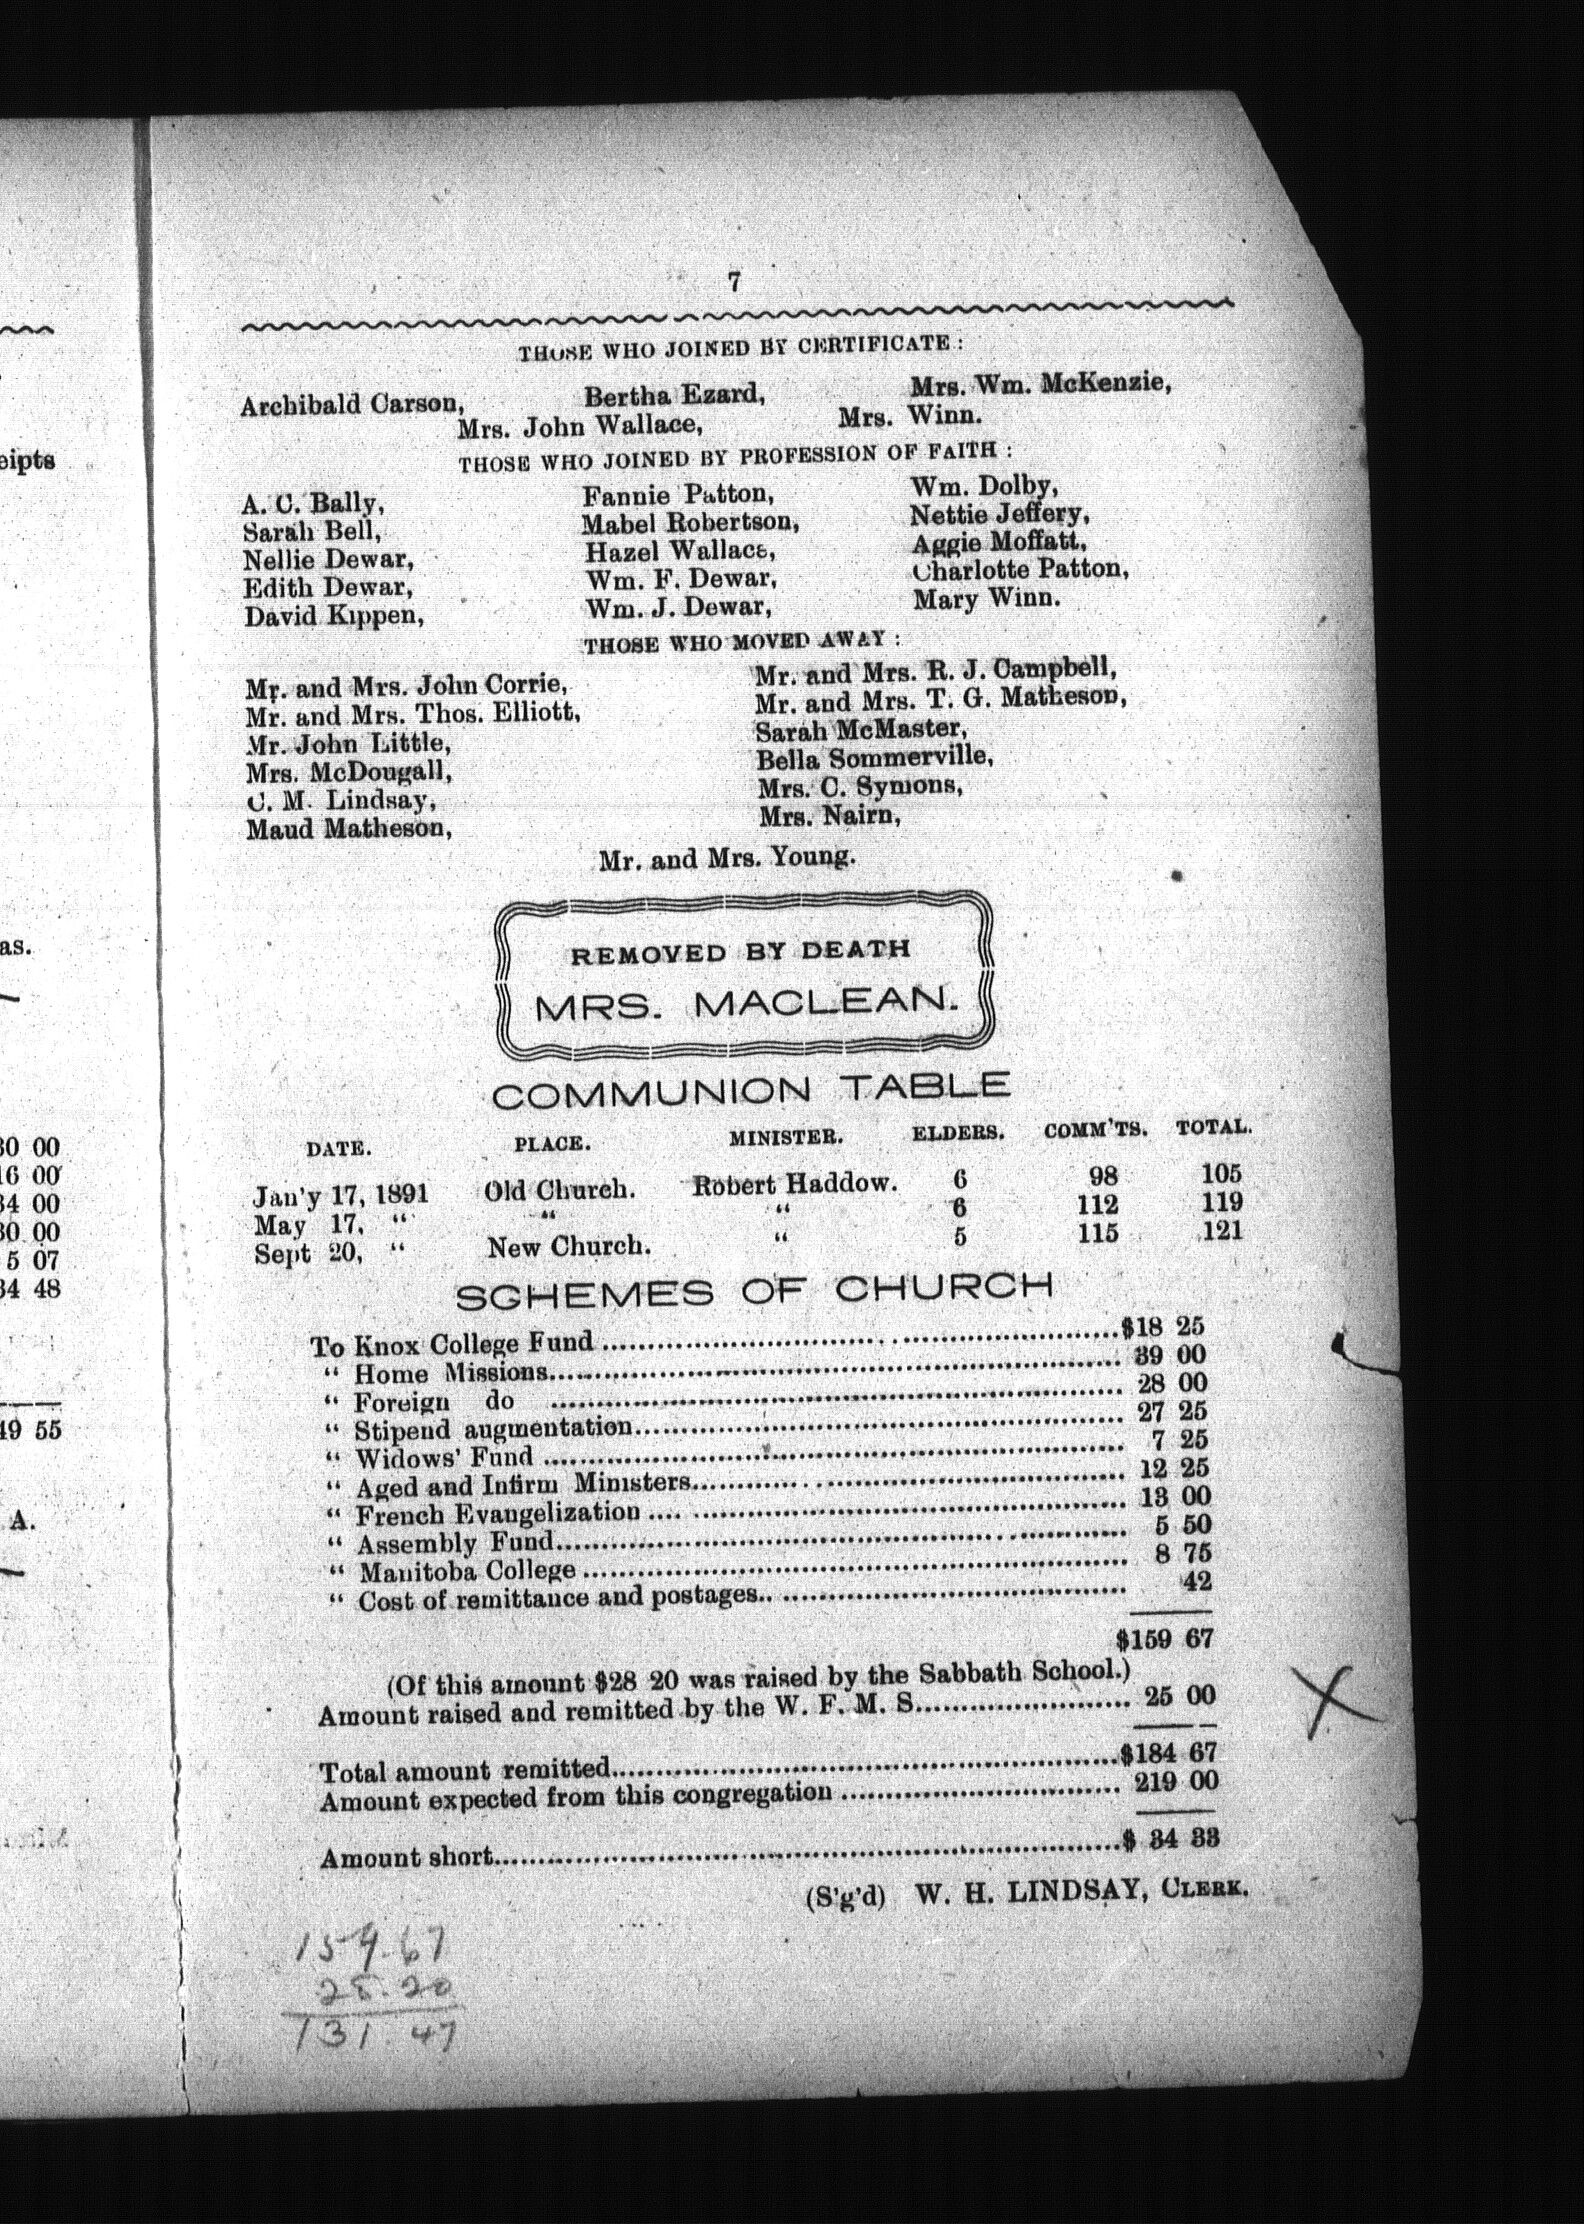 7
THOSE WHO JOINED BY CERTIFICATE :
Archibald Carson, Bertha Ezard, Mrs. Wm. McKenzie,
Mrs. John Wallace, Mrs. Winn.
THOSE WHO JOINED BY PROFESSION OF FAITH :
A. C. Bally, Fannie Patton, Wm. Dolby,
Sarah Bell, Mabel Robertson, Nettie Jeffery,
Nellie Dewar, Hazel Wallace, Aggie Moffatt,
Edith Dewar, Wm. F. Dewar, Charlotte Patton,
David Kippen, Wm. J. Dewar, Mary Winn.
THOSE WHO MOVED AWAY :
Mr. and Mrs. John Corrie, Mr. and Mrs. R. J. Campbell,
Mr. and Mrs. Thos. Elliott, Mr. and Mrs. T. G. Matheson,
Mr. John Little, Sarah McMaster,
Mrs. McDougall, Bella Sommerville,
C. M. Lindsay, Mrs. C. Symons,
Maud Matheson, Mrs. Nairn,
Mr. and Mrs. Young.
REMOVED BY DEATH
MRS. MACLEAN.
COMMUNION TABLE
DATE. PLACE. MINISTER. ELDERS. COMM'TS. TOTAL.
Jan'y 17, 1891 Old Church. Robert Haddow. 6 98 105
May 17, " " " 6 112 119
Sept 20, " New Church. " 5 115 121
SCHEMES OF CHURCH
To Knox College Fund ........ $18 25
" Home Missions ........ 39 00
" Foreign do ........ 28 00
" Stipend augmentation ........ 27 25
" Widows' Fund ........ 7 25
" Aged and Infirm Ministers ........ 12 25
" French Evangelization ........ 13 00
" Assembly Fund ........ 5 50
" Manitoba College ........ 8 75
" Cost of remittance and postages ........ 42
$159 67
(Of this amount $28 20 was raised by the Sabbath School.)
Amount raised and remitted by the W. F. M. S. ........ 25 00
Total amount remitted ........ $184 67
Amount expected from this congregation ........ 219 00
Amount short ........ $ 34 33
(S'g'd) W. H. LINDSAY, CLERK.
159.67
28.20
131.47
eipts
as.
30 00
16 00
34 00
30 00
5 07
34 48
49 55
A.